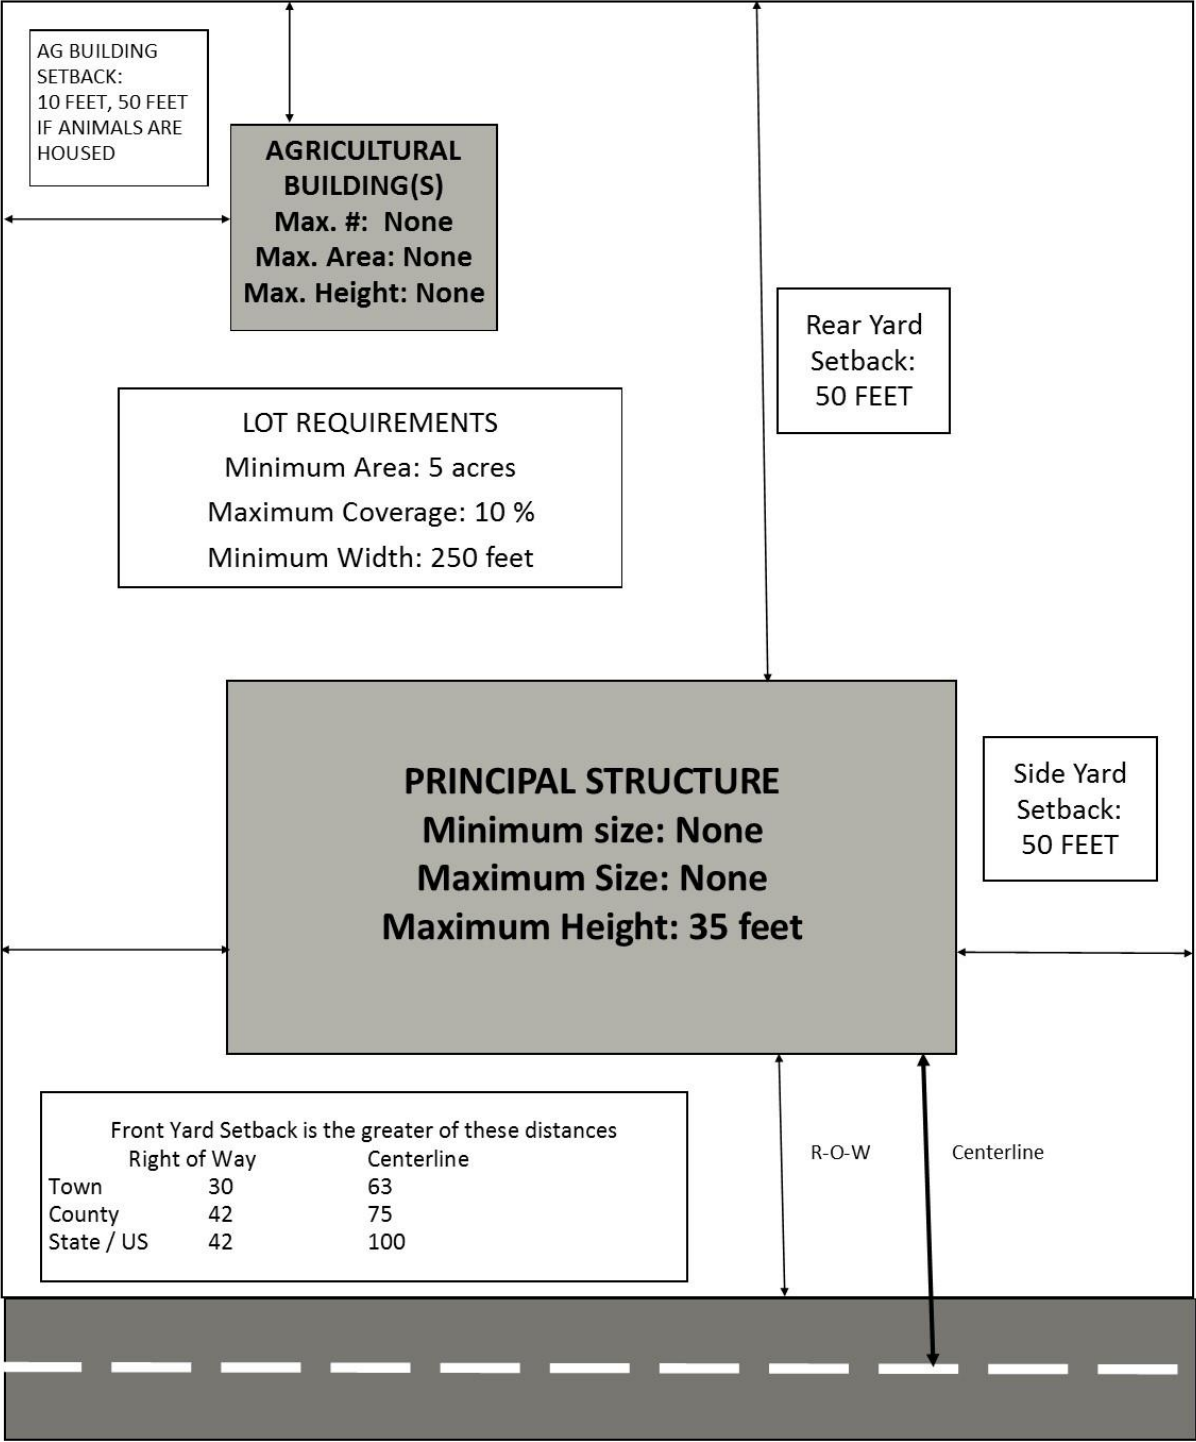 AG BUILDING
SETBACK:
10 FEET, 50 FEET
IF ANIMALS ARE
HOUSED
AGRICULTURAL
BUILDING(S)
Max. #: None
Max. Area: None
Max. Height: None
Rear Yard
Setback:
50 FEET
LOT REQUIREMENTS
Minimum Area: 5 acres
Maximum Coverage: 10 %
Minimum Width: 250 feet
PRINCIPAL STRUCTURE
Minimum size: None
Maximum Size: None
Maximum Height: 35 feet
Side Yard
Setback:
50 FEET
Front Yard Setback is the greater of these distances
Right of Way Centerline
Town 30 63
County 42 75
State / US 42 100
R-O-W
Centerline